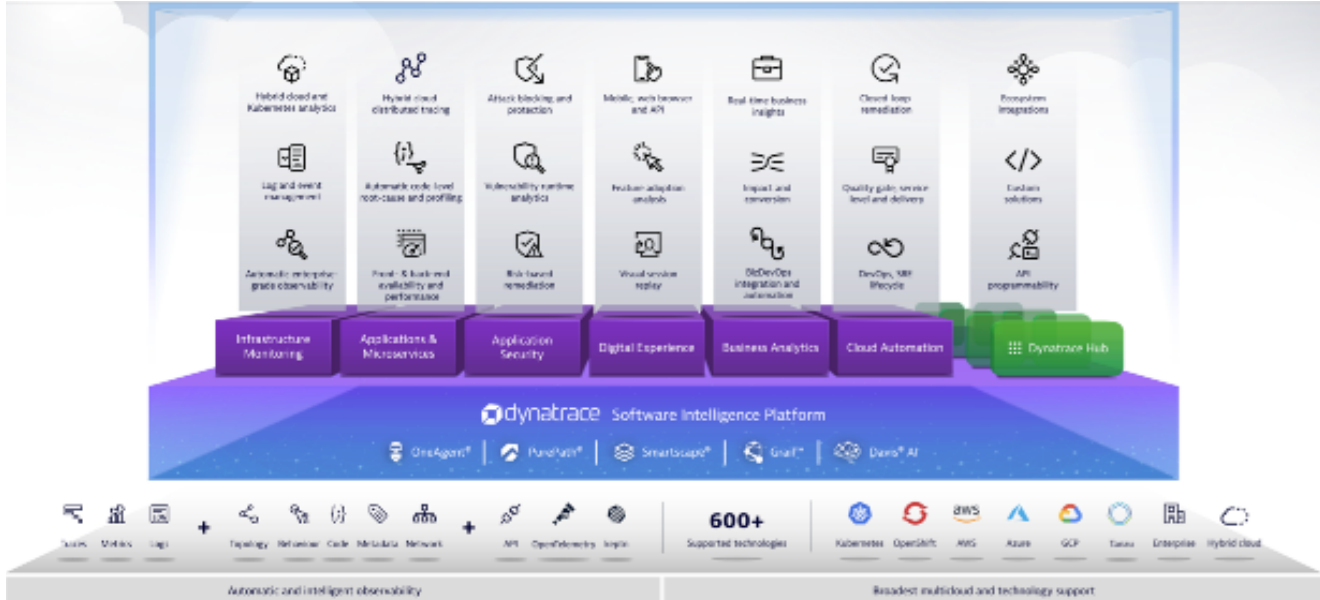 Hybrid cloud and
Kubernetes analytics
Hybrid cloud
distributed tracing
Attack blocking and
protection
Mobile, web browser
and API
Real-time business
insights
Closed loop
remediation
Ecosystem
integrations
Log and event
management
Automatic code-level
root-cause and profiling
Vulnerability runtime
analytics
Feature adoption
analysis
Impact and
conversion
Quality gate, service
level and delivery
Custom
solutions
Automatic enterprise-
grade observability
Front- & back-end
availability and
performance
Risk-based
remediation
Visual session
replay
BizDevOps
integration and
automation
DevOps, SRE
lifecycle
API
programmability
Infrastructure
Monitoring
Applications &
Microservices
Application
Security
Digital Experience
Business Analytics
Cloud Automation
Dynatrace Hub
dynatrace Software Intelligence Platform
OneAgent® PurePath® Smartscape® Grail™ Davis® AI
Traces Metrics Logs + Topology Behaviour Code Metadata Network + API OpenTelemetry keptn
600+
Supported technologies
Kubernetes OpenShift AWS Azure GCP Tanzu Enterprise Hybrid cloud
aws
Automatic and intelligent observability
Broadest multicloud and technology support